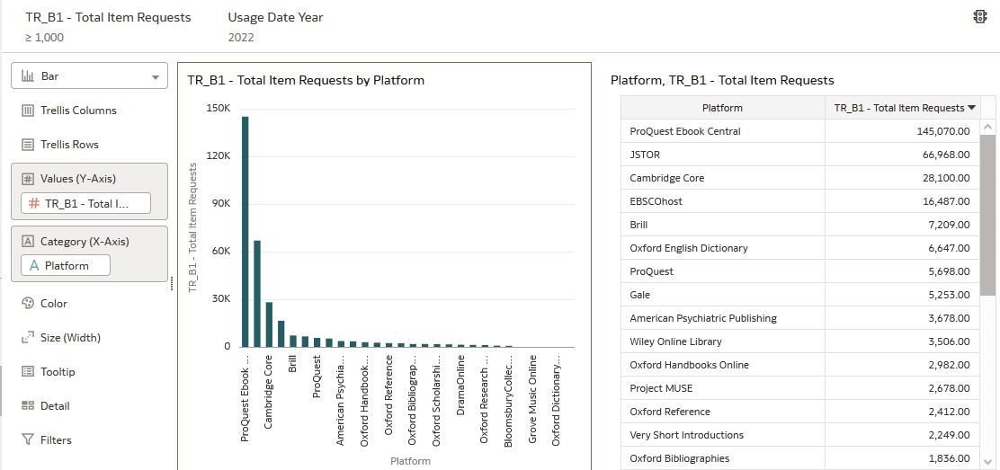 TR_B1 - Total Item Requests
≥ 1,000
Usage Date Year
2022
Bar
Trellis Columns
Trellis Rows
Values (Y-Axis)
# TR_B1 - Total I...
Category (X-Axis)
A Platform
Color
Size (Width)
Tooltip
Detail
Filters
TR_B1 - Total Item Requests by Platform
TR_B1 - Total Item Requests
150K
120K
90K
60K
30K
0
ProQuest Ebook ...
Cambridge Core
Brill
ProQuest
American Psychia...
Oxford Handbook...
Oxford Reference
Oxford Bibliograp...
Oxford Scholarshi...
DramaOnline
Oxford Research ...
BloomsburyCollec...
Grove Music Online
Oxford Dictionary...
Platform
Platform, TR_B1 - Total Item Requests
Platform TR_B1 - Total Item Requests
ProQuest Ebook Central 145,070.00
JSTOR 66,968.00
Cambridge Core 28,100.00
EBSCOhost 16,487.00
Brill 7,209.00
Oxford English Dictionary 6,647.00
ProQuest 5,698.00
Gale 5,253.00
American Psychiatric Publishing 3,678.00
Wiley Online Library 3,506.00
Oxford Handbooks Online 2,982.00
Project MUSE 2,678.00
Oxford Reference 2,412.00
Very Short Introductions 2,249.00
Oxford Bibliographies 1,836.00